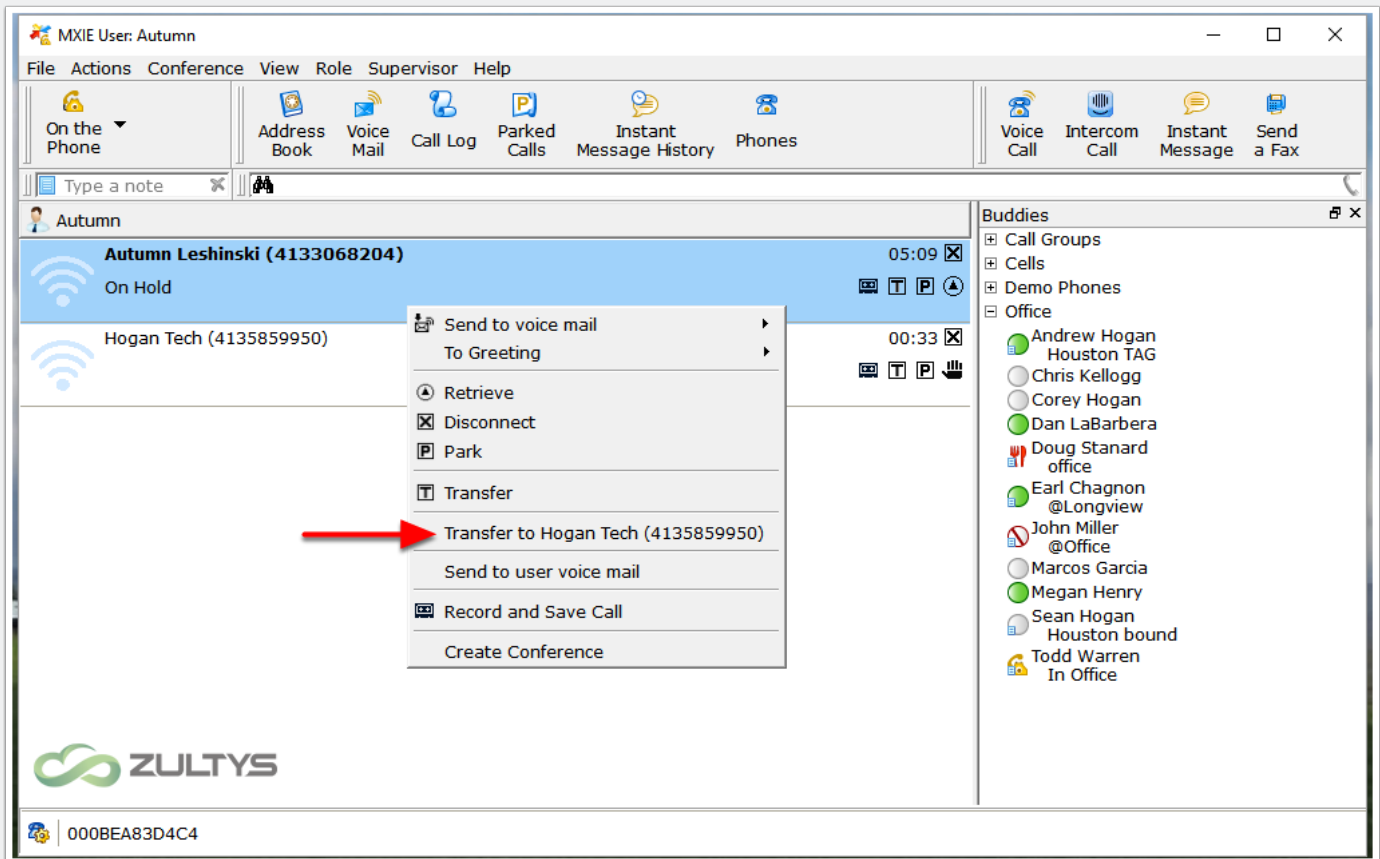 MXIE User: Autumn
File Actions Conference View Role Supervisor Help
On the Phone
Address Book
Voice Mail
Call Log
Parked Calls
Instant Message History
Phones
Voice Call
Intercom Call
Instant Message
Send a Fax
Type a note
Autumn
Autumn Leshinski (4133068204)
05:09
On Hold
T P
Hogan Tech (4135859950)
00:33
T P
Send to voice mail
To Greeting
Retrieve
Disconnect
P Park
T Transfer
Transfer to Hogan Tech (4135859950)
Send to user voice mail
Record and Save Call
Create Conference
Buddies
Call Groups
Cells
Demo Phones
Office
Andrew Hogan
Houston TAG
Chris Kellogg
Corey Hogan
Dan LaBarbera
Doug Stanard
office
Earl Chagnon
@Longview
John Miller
@Office
Marcos Garcia
Megan Henry
Sean Hogan
Houston bound
Todd Warren
In Office
ZULTYS
000BEA83D4C4